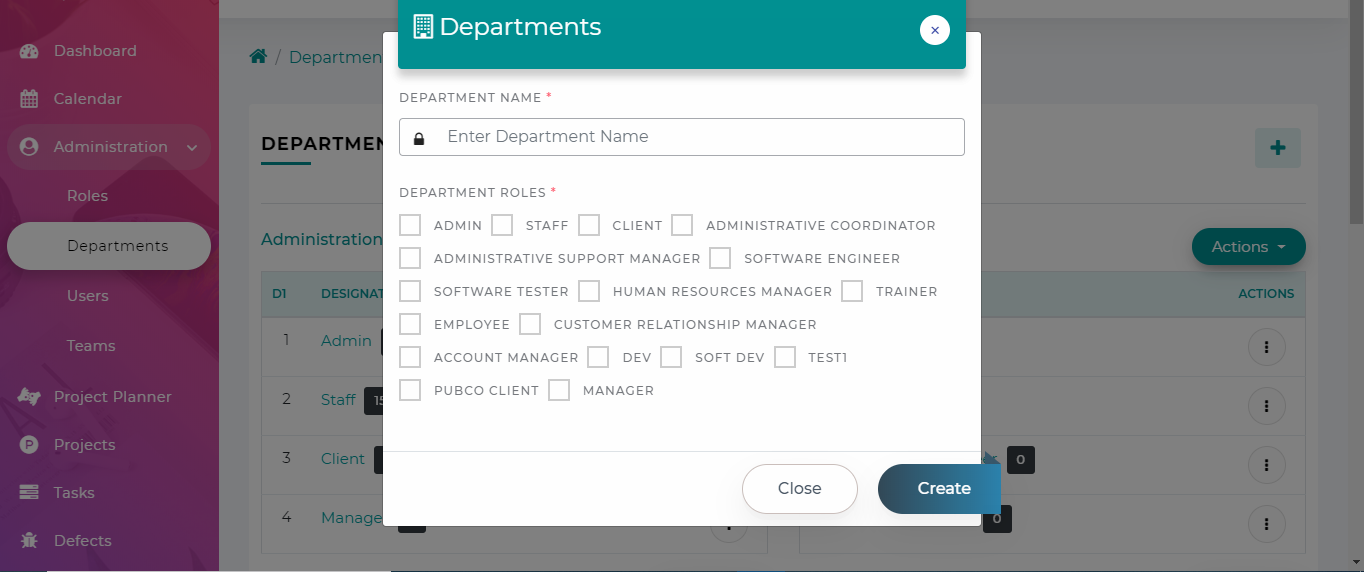 Dashboard
Calendar
Administration
Roles
Departments
Users
Teams
Project Planner
Projects
Tasks
Defects
/ Departmen
DEPARTMEN
Administration
Actions
D1 DESIGNAT
ACTIONS
1 Admin
2 Staff 15
3 Client
0
4 Manage
0
Departments
×
DEPARTMENT NAME *
Enter Department Name
DEPARTMENT ROLES *
ADMIN STAFF CLIENT ADMINISTRATIVE COORDINATOR
ADMINISTRATIVE SUPPORT MANAGER SOFTWARE ENGINEER
SOFTWARE TESTER HUMAN RESOURCES MANAGER TRAINER
EMPLOYEE CUSTOMER RELATIONSHIP MANAGER
ACCOUNT MANAGER DEV SOFT DEV TEST1
PUBCO CLIENT MANAGER
Close Create